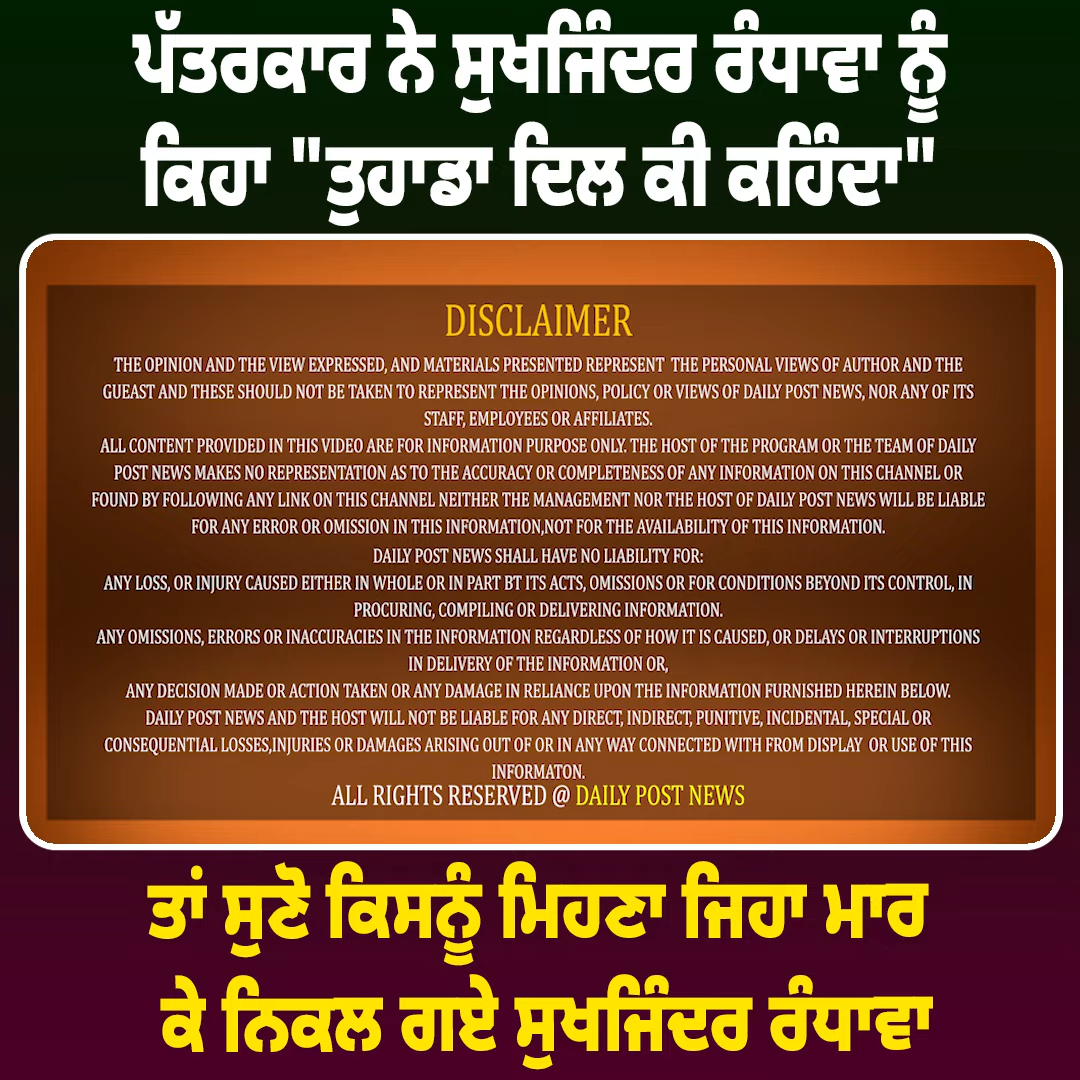 ਪੱਤਰਕਾਰ ਨੇ ਸੁਖਜਿੰਦਰ ਰੰਧਾਵਾ ਨੂੰ
ਕਿਹਾ "ਤੁਹਾਡਾ ਦਿਲ ਕੀ ਕਹਿੰਦਾ"
DISCLAIMER
THE OPINION AND THE VIEW EXPRESSED, AND MATERIALS PRESENTED REPRESENT THE PERSONAL VIEWS OF AUTHOR AND THE
GUEAST AND THESE SHOULD NOT BE TAKEN TO REPRESENT THE OPINIONS, POLICY OR VIEWS OF DAILY POST NEWS, NOR ANY OF ITS
STAFF, EMPLOYEES OR AFFILIATES.
ALL CONTENT PROVIDED IN THIS VIDEO ARE FOR INFORMATION PURPOSE ONLY. THE HOST OF THE PROGRAM OR THE TEAM OF DAILY
POST NEWS MAKES NO REPRESENTATION AS TO THE ACCURACY OR COMPLETENESS OF ANY INFORMATION ON THIS CHANNEL OR
FOUND BY FOLLOWING ANY LINK ON THIS CHANNEL NEITHER THE MANAGEMENT NOR THE HOST OF DAILY POST NEWS WILL BE LIABLE
FOR ANY ERROR OR OMISSION IN THIS INFORMATION,NOT FOR THE AVAILABILITY OF THIS INFORMATION.
DAILY POST NEWS SHALL HAVE NO LIABILITY FOR:
ANY LOSS, OR INJURY CAUSED EITHER IN WHOLE OR IN PART BT ITS ACTS, OMISSIONS OR FOR CONDITIONS BEYOND ITS CONTROL, IN
PROCURING, COMPILING OR DELIVERING INFORMATION.
ANY OMISSIONS, ERRORS OR INACCURACIES IN THE INFORMATION REGARDLESS OF HOW IT IS CAUSED, OR DELAYS OR INTERRUPTIONS
IN DELIVERY OF THE INFORMATION OR,
ANY DECISION MADE OR ACTION TAKEN OR ANY DAMAGE IN RELIANCE UPON THE INFORMATION FURNISHED HEREIN BELOW.
DAILY POST NEWS AND THE HOST WILL NOT BE LIABLE FOR ANY DIRECT, INDIRECT, PUNITIVE, INCIDENTAL, SPECIAL OR
CONSEQUENTIAL LOSSES,INJURIES OR DAMAGES ARISING OUT OF OR IN ANY WAY CONNECTED WITH FROM DISPLAY OR USE OF THIS
INFORMATON.
ALL RIGHTS RESERVED @ DAILY POST NEWS
ਤਾਂ ਸੁਣੋ ਕਿਸਨੂੰ ਮਿਹਣਾ ਜਿਹਾ ਮਾਰ
ਕੇ ਨਿਕਲ ਗਏ ਸੁਖਜਿੰਦਰ ਰੰਧਾਵਾ